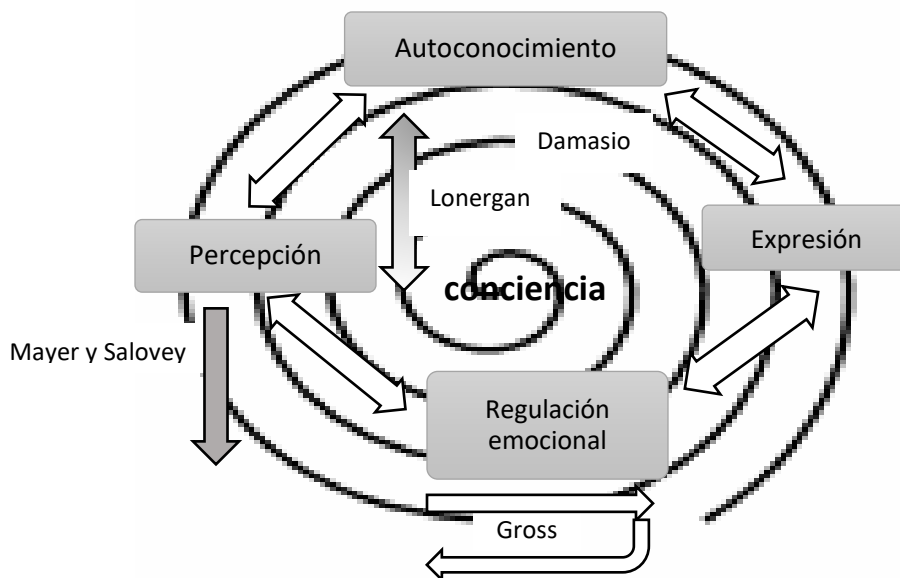 Autoconocimiento
Damasio
Lonergan
Percepción
Expresión
conciencia
Mayer y Salovey
Regulación
emocional
Gross